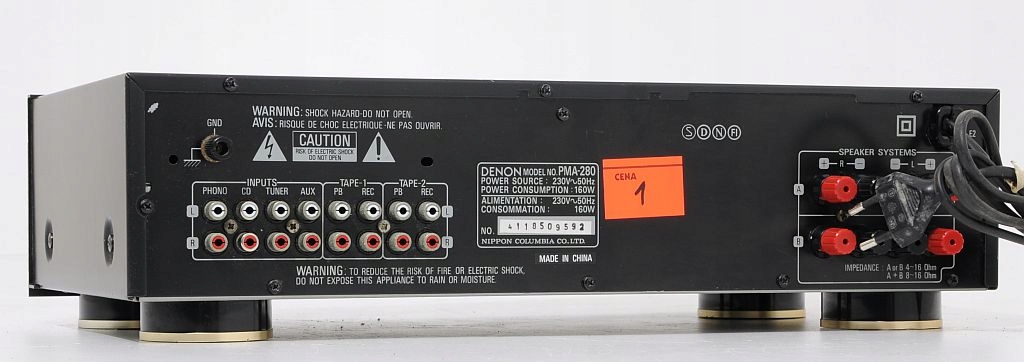 WARNING: SHOCK HAZARD-DO NOT OPEN.
AVIS: RISQUE DE CHOC ELECTRIQUE-NE PAS OUVRIR.
GND
CAUTION
RISK OF ELECTRIC SHOCK
DO NOT OPEN
INPUTS
TAPE-1
TAPE-2
PHONO CD TUNER AUX PB REC PB REC
L
L
R
R
WARNING: TO REDUCE THE RISK OF FIRE OR ELECTRIC SHOCK,
DO NOT EXPOSE THIS APPLIANCE TO RAIN OR MOISTURE.
DENON MODEL NO. PMA-280
POWER SOURCE : 230V~50Hz
POWER CONSUMPTION : 160W
ALIMENTATION : 230V~50Hz
CONSOMMATION : 160W
NO. 4118509592
NIPPON COLUMBIA CO.LTD.
MADE IN CHINA
CENA
1
S D N FI
E2
SPEAKER SYSTEMS
+ R - - L +
A
B
IMPEDANCE : A or B 4~16 Ohm
A + B 8~16 Ohm